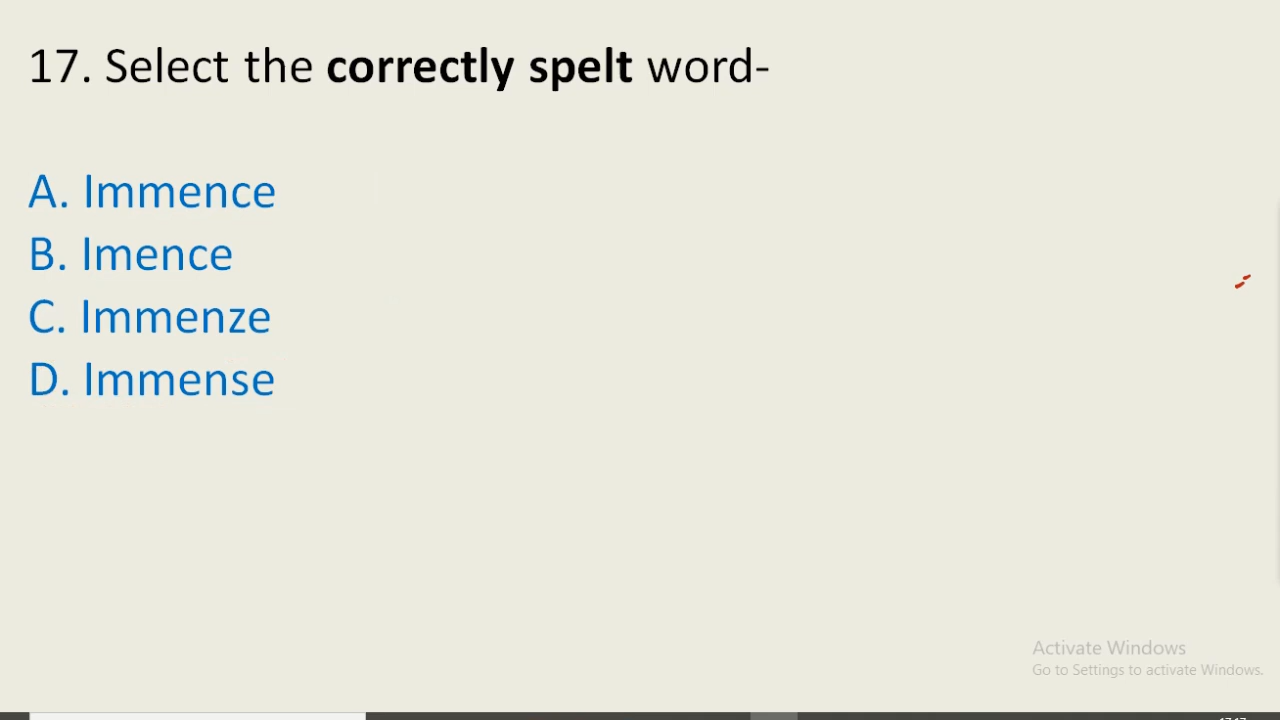 17. Select the correctly spelt word-
A. Immence
B. Imence
C. Immenze
D. Immense
Activate Windows
Go to Settings to activate Windows.